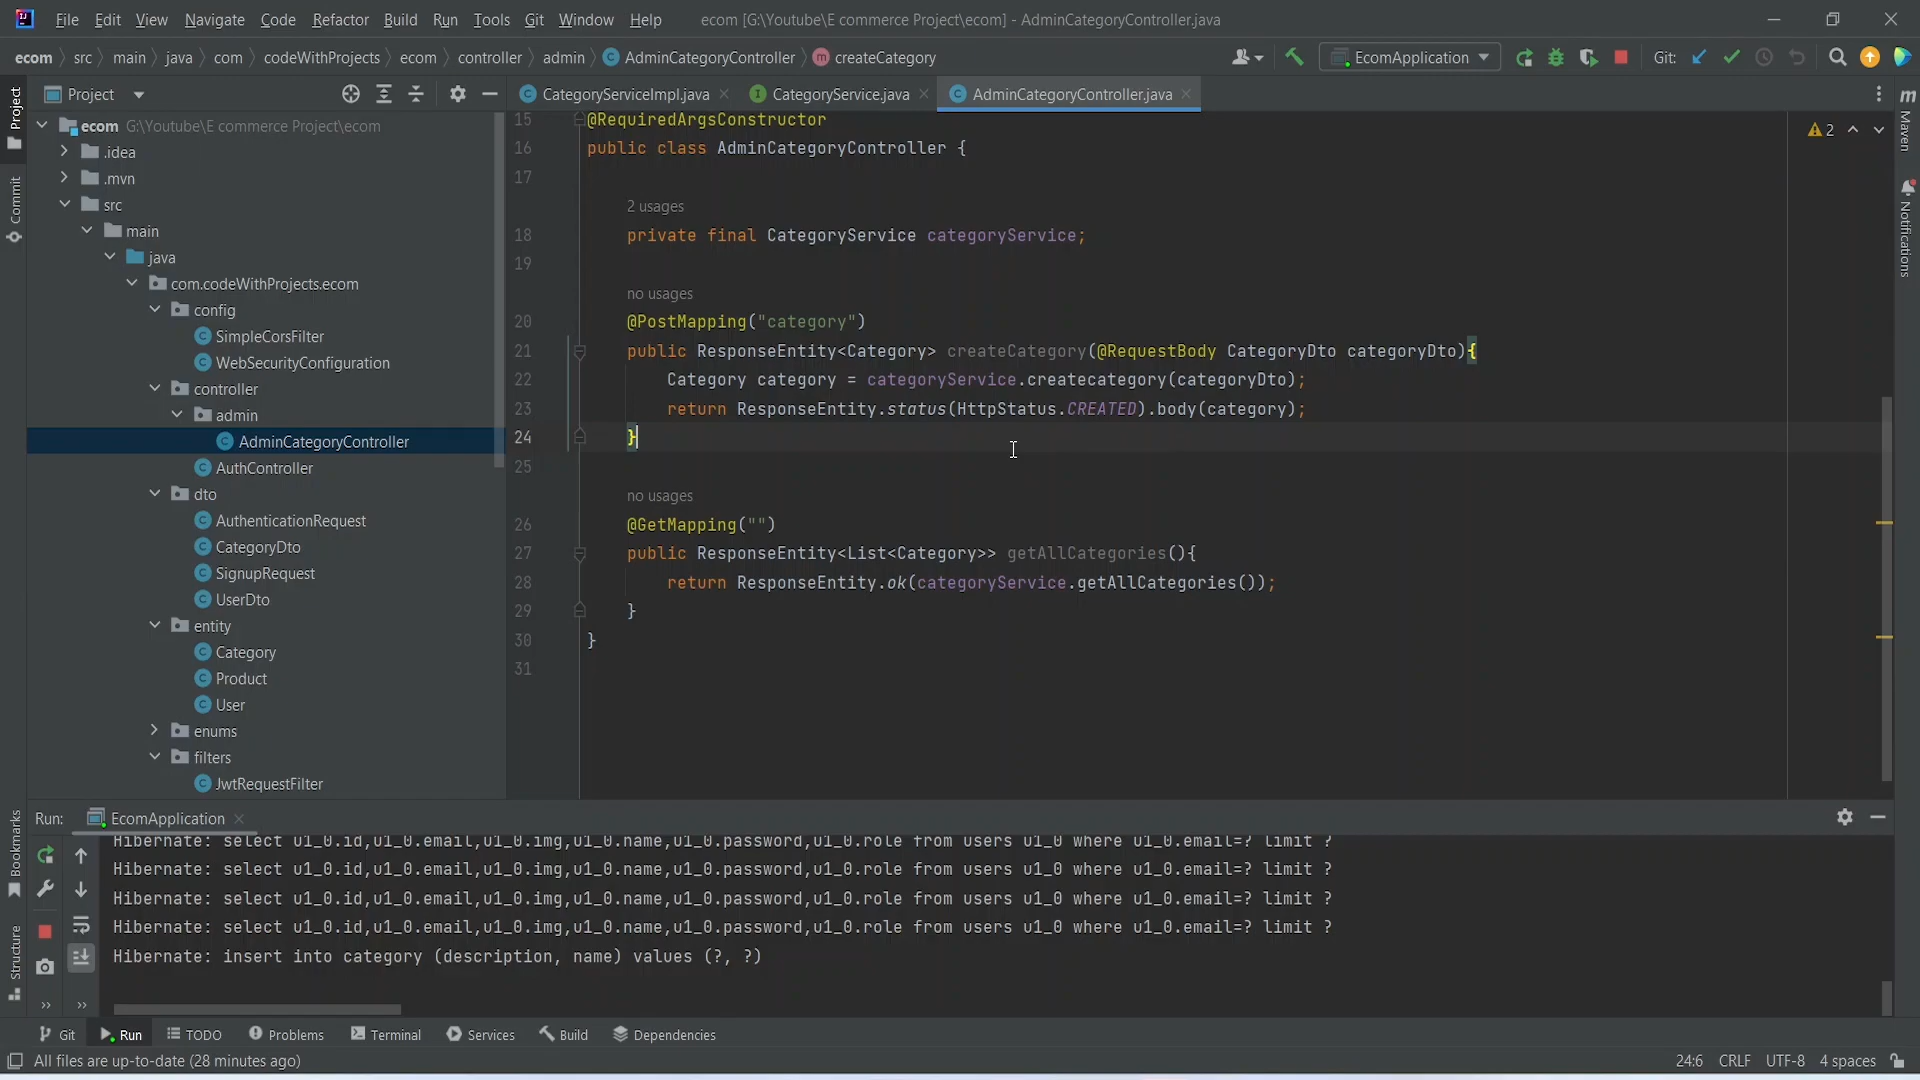 File Edit View Navigate Code Refactor Build Run Tools Git Window Help ecom [G:\Youtube\E commerce Project\ecom] - AdminCategoryController.java
ecom src main java com codeWithProjects ecom controller admin AdminCategoryController createCategory EcomApplication Git:
Project
CategoryServiceImpl.java CategoryService.java AdminCategoryController.java
Project
Commit
Bookmarks
Structure
Maven
Notifications
ecom G:\Youtube\E commerce Project\ecom
.idea
.mvn
src
main
java
com.codeWithProjects.ecom
config
SimpleCorsFilter
WebSecurityConfiguration
controller
admin
AdminCategoryController
AuthController
dto
AuthenticationRequest
CategoryDto
SignupRequest
UserDto
entity
Category
Product
User
enums
filters
JwtRequestFilter
2
15 @RequiredArgsConstructor
16 public class AdminCategoryController {
17
2 usages
18 private final CategoryService categoryService;
19
no usages
20 @PostMapping("category")
21 public ResponseEntity<Category> createCategory(@RequestBody CategoryDto categoryDto){
22 Category category = categoryService.createcategory(categoryDto);
23 return ResponseEntity.status(HttpStatus.CREATED).body(category);
24 }
25
no usages
26 @GetMapping("")
27 public ResponseEntity<List<Category>> getAllCategories(){
28 return ResponseEntity.ok(categoryService.getAllCategories());
29 }
30 }
31
Run: EcomApplication
Hibernate: select u1_0.id,u1_0.email,u1_0.img,u1_0.name,u1_0.password,u1_0.role from users u1_0 where u1_0.email=? limit ?
Hibernate: select u1_0.id,u1_0.email,u1_0.img,u1_0.name,u1_0.password,u1_0.role from users u1_0 where u1_0.email=? limit ?
Hibernate: select u1_0.id,u1_0.email,u1_0.img,u1_0.name,u1_0.password,u1_0.role from users u1_0 where u1_0.email=? limit ?
Hibernate: select u1_0.id,u1_0.email,u1_0.img,u1_0.name,u1_0.password,u1_0.role from users u1_0 where u1_0.email=? limit ?
Hibernate: insert into category (description, name) values (?, ?)
Git Run TODO Problems Terminal Services Build Dependencies
All files are up-to-date (28 minutes ago) 24:6 CRLF UTF-8 4 spaces